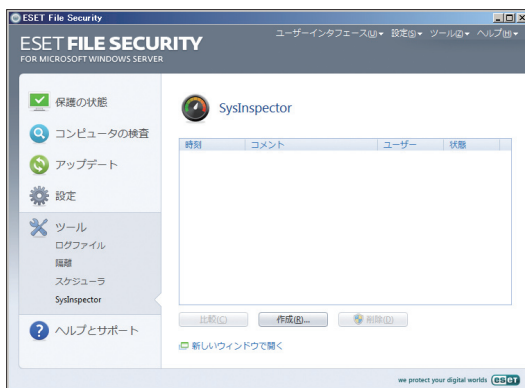 ESET File Security
ESET FILE SECURITY
FOR MICROSOFT WINDOWS SERVER
ユーザーインタフェース(U) 設定(S) ツール(Z) ヘルプ(H)
保護の状態
コンピュータの検査
アップデート
設定
ツール
ログファイル
隔離
スケジューラ
SysInspector
ヘルプとサポート
SysInspector
時刻 コメント ユーザー 状態
比較(C) 作成(R)... 削除(D)
新しいウィンドウで開く
we protect your digital worlds eset